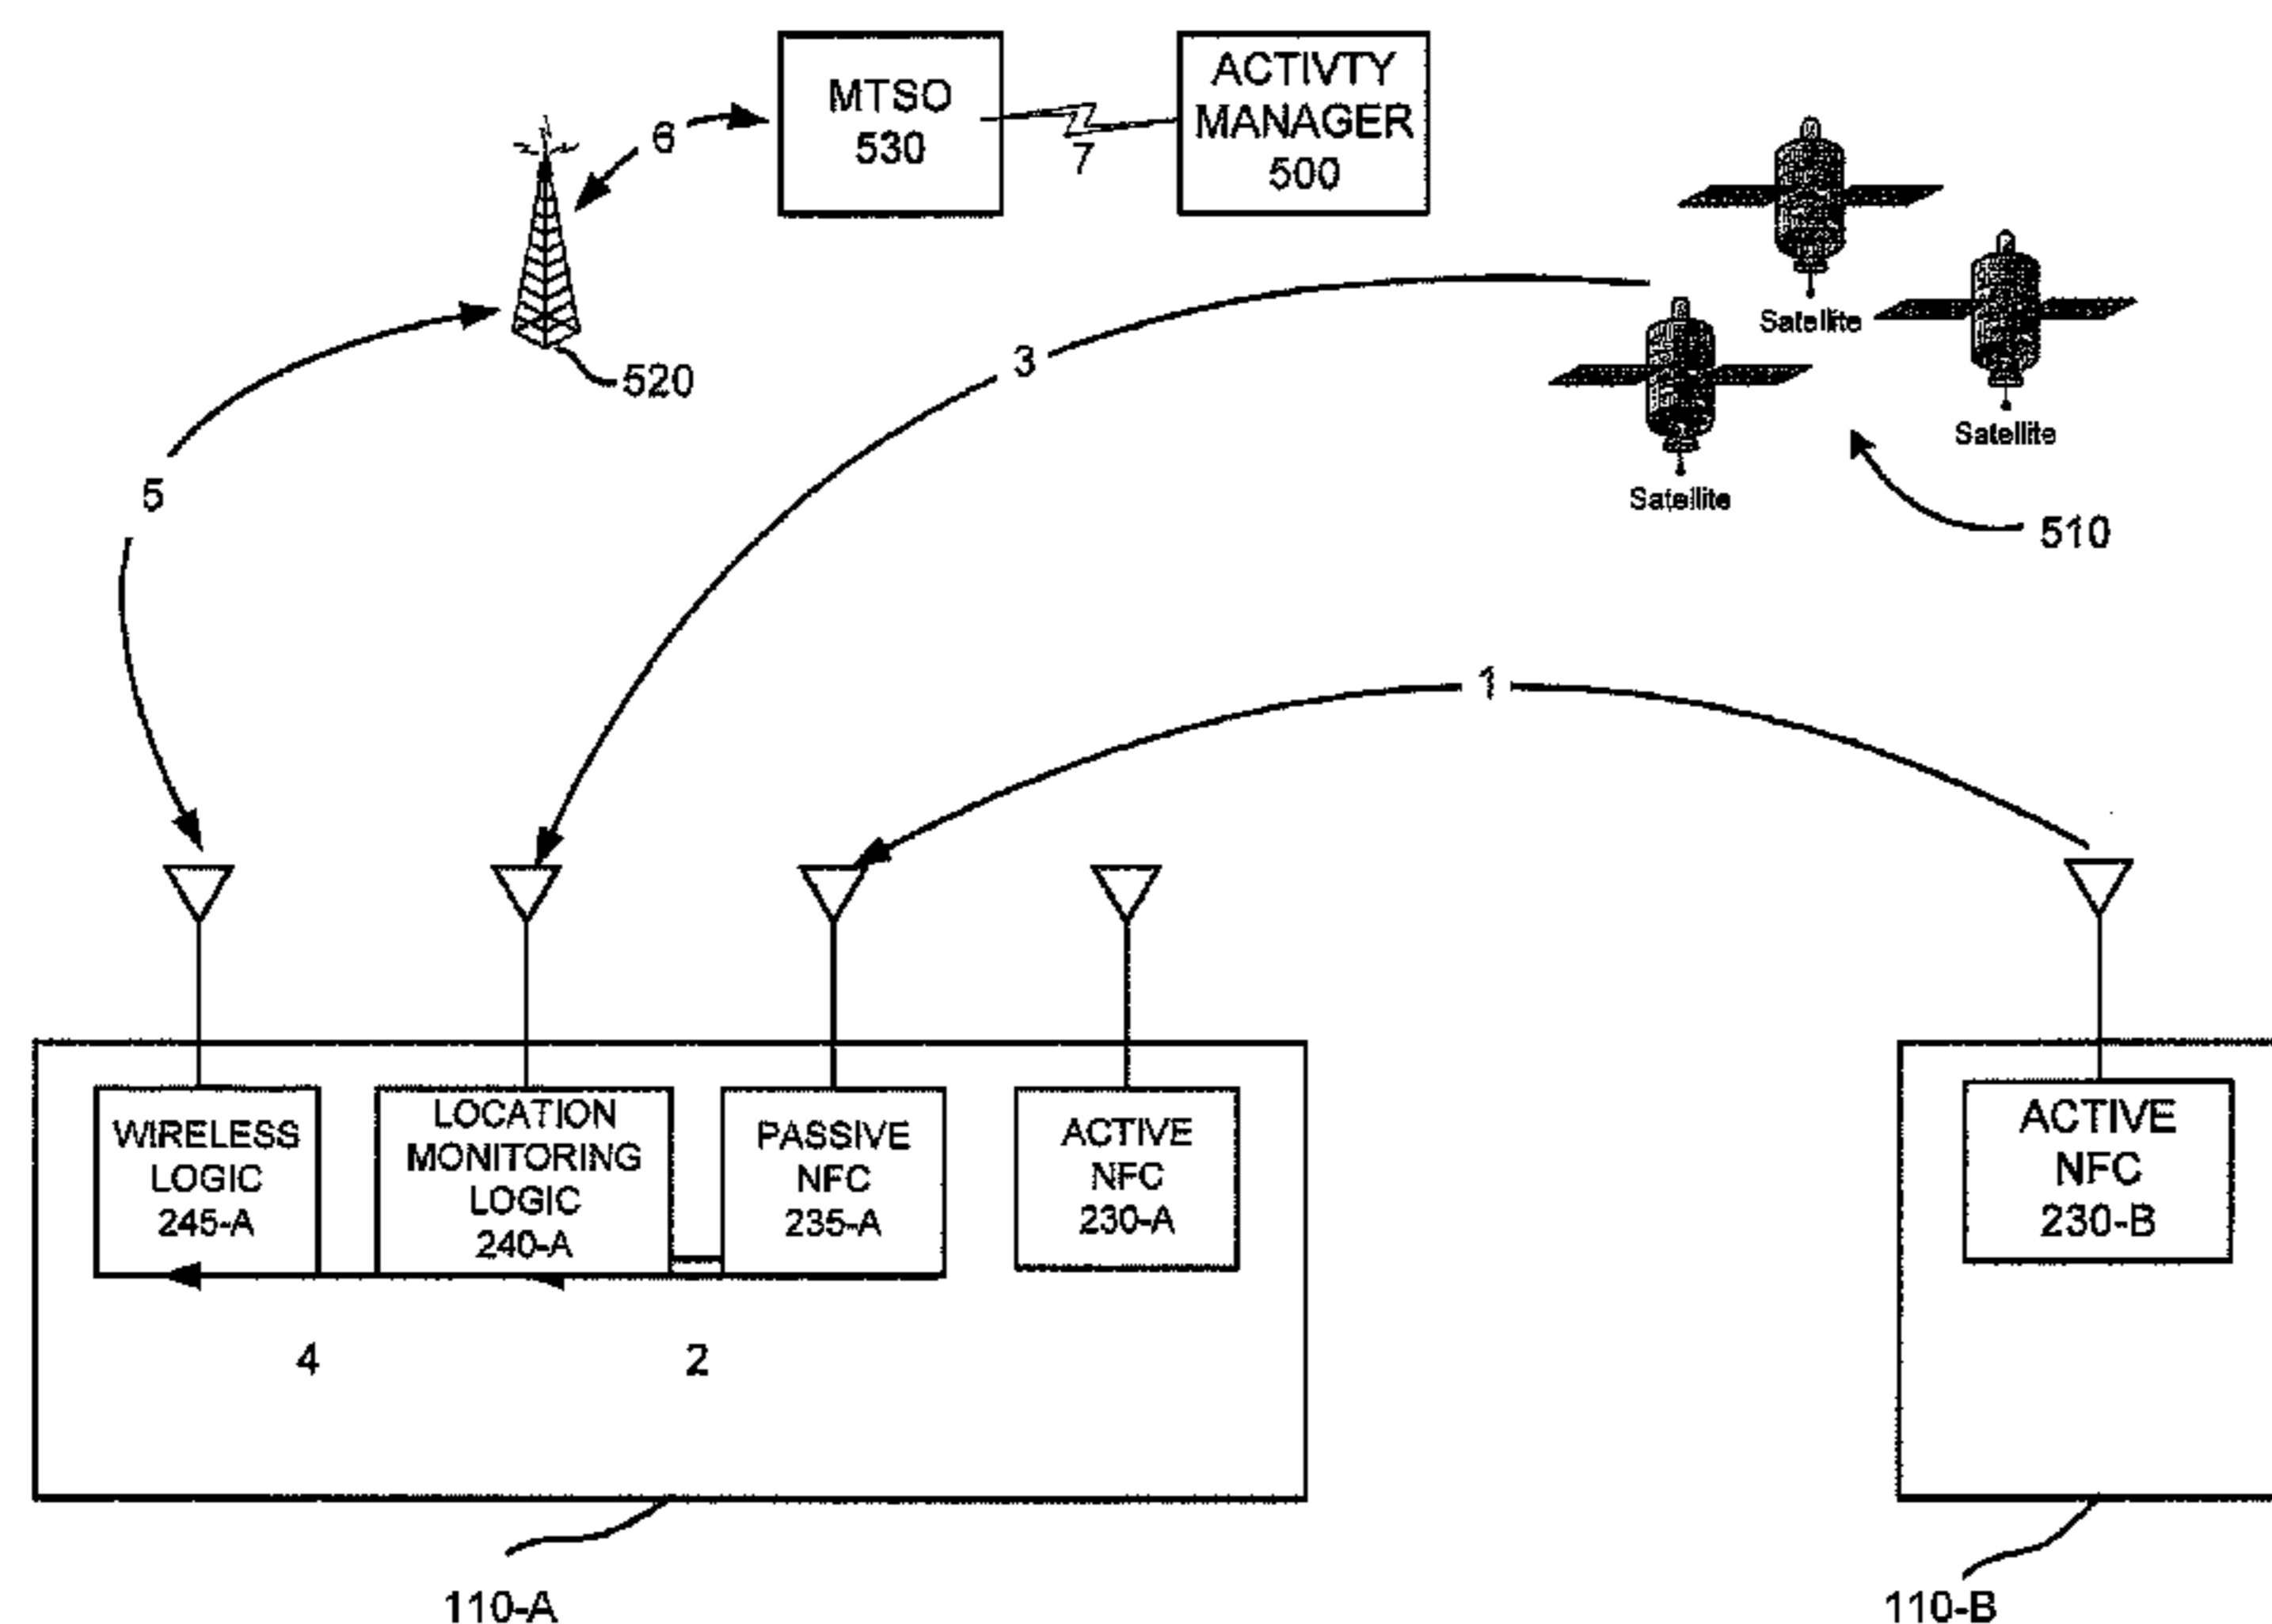 MTSO
530
ACTIVTY
MANAGER
500
6
7
Satellite
Satellite
Satellite
510
520
3
5
1
WIRELESS
LOGIC
245-A
LOCATION
MONITORING
LOGIC
240-A
PASSIVE
NFC
235-A
ACTIVE
NFC
230-A
ACTIVE
NFC
230-B
4
2
110-A
110-B